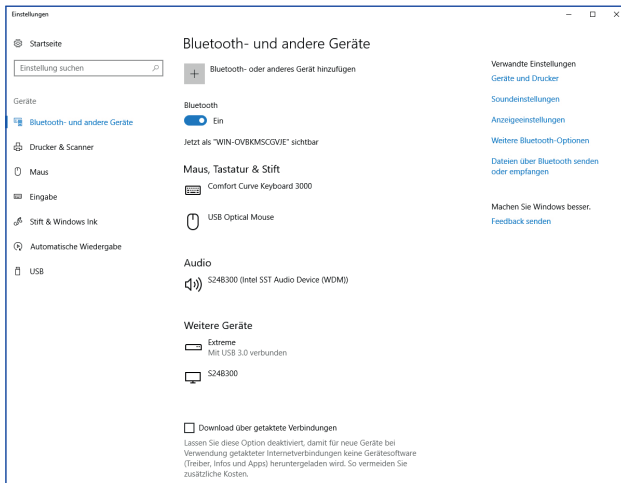 Einstellungen
Startseite
Einstellung suchen
Geräte
Bluetooth- und andere Geräte
Drucker & Scanner
Maus
Eingabe
Stift & Windows Ink
Automatische Wiedergabe
USB
Bluetooth- und andere Geräte
Bluetooth- oder anderes Gerät hinzufügen
Bluetooth
Ein
Jetzt als "WIN-OVBKMSCGVJE" sichtbar
Maus, Tastatur & Stift
Comfort Curve Keyboard 3000
USB Optical Mouse
Audio
S24B300 (Intel SST Audio Device (WDM))
Weitere Geräte
Extreme
Mit USB 3.0 verbunden
S24B300
Download über getaktete Verbindungen
Lassen Sie diese Option deaktiviert, damit für neue Geräte bei
Verwendung getakteter Internetverbindungen keine Gerätesoftware
(Treiber, Infos und Apps) heruntergeladen wird. So vermeiden Sie
zusätzliche Kosten.
Verwandte Einstellungen
Geräte und Drucker
Soundeinstellungen
Anzeigeeinstellungen
Weitere Bluetooth-Optionen
Dateien über Bluetooth senden
oder empfangen
Machen Sie Windows besser.
Feedback senden